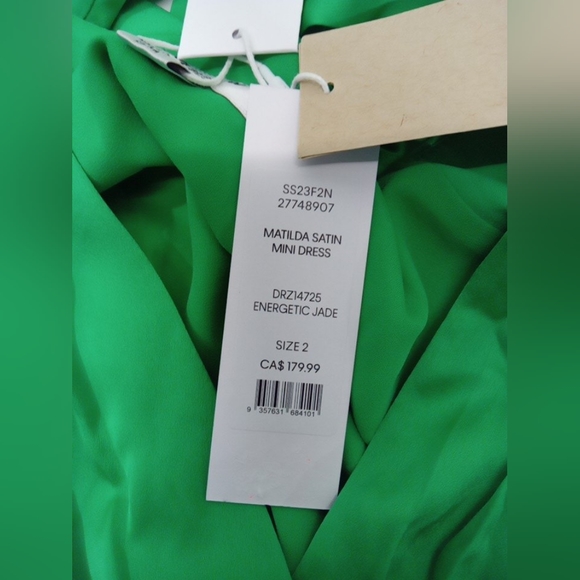 SS23F2N
27748907
MATILDA SATIN
MINI DRESS
DRZ14725
ENERGETIC JADE
SIZE 2
CA$ 179.99
9 357631 684101